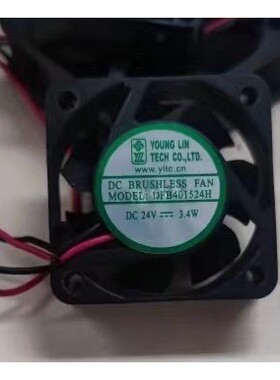 YOUNG LIN
TECH CO.,LTD.
www.yltc.cn
DC BRUSHLESS FAN
MODEL: DFB401524H
DC 24V ⎓ 3.4W